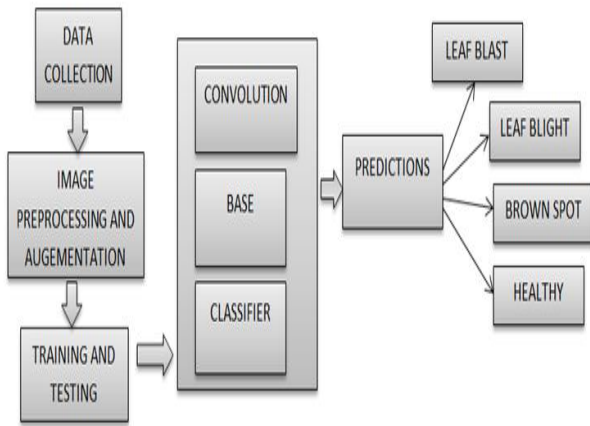 DATA
COLLECTION
IMAGE
PREPROCESSING AND
AUGEMENTATION
TRAINING AND
TESTING
CONVOLUTION
BASE
CLASSIFIER
PREDICTIONS
LEAF BLAST
LEAF BLIGHT
BROWN SPOT
HEALTHY